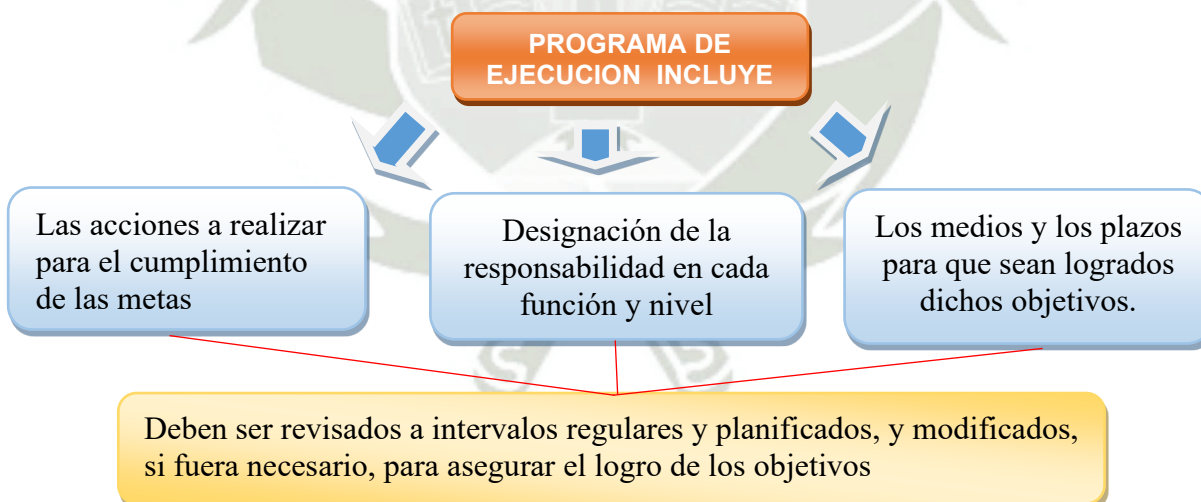 PROGRAMA DE
EJECUCION INCLUYE
Las acciones a realizar
para el cumplimiento
de las metas
Designación de la
responsabilidad en cada
función y nivel
Los medios y los plazos
para que sean logrados
dichos objetivos.
Deben ser revisados a intervalos regulares y planificados, y modificados,
si fuera necesario, para asegurar el logro de los objetivos